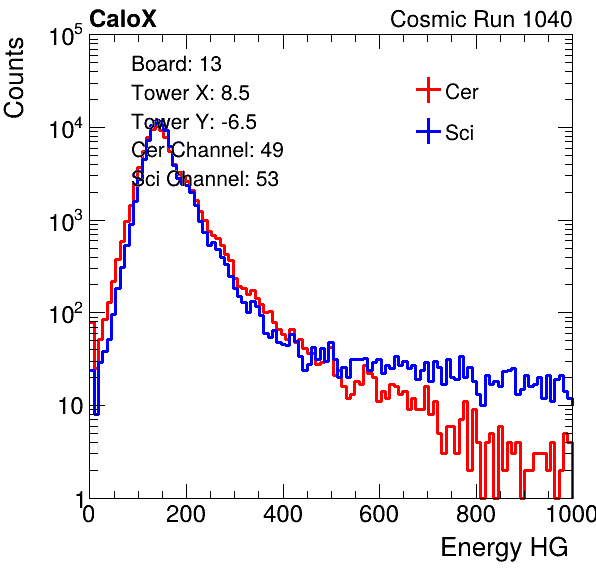 CaloX
Cosmic Run 1040
Board: 13
Tower X: 8.5
Tower Y: -6.5
Cer Channel: 49
Sci Channel: 53
Cer
Sci
Counts
10^5
10^4
10^3
10^2
10
1
0 200 400 600 800 1000
Energy HG